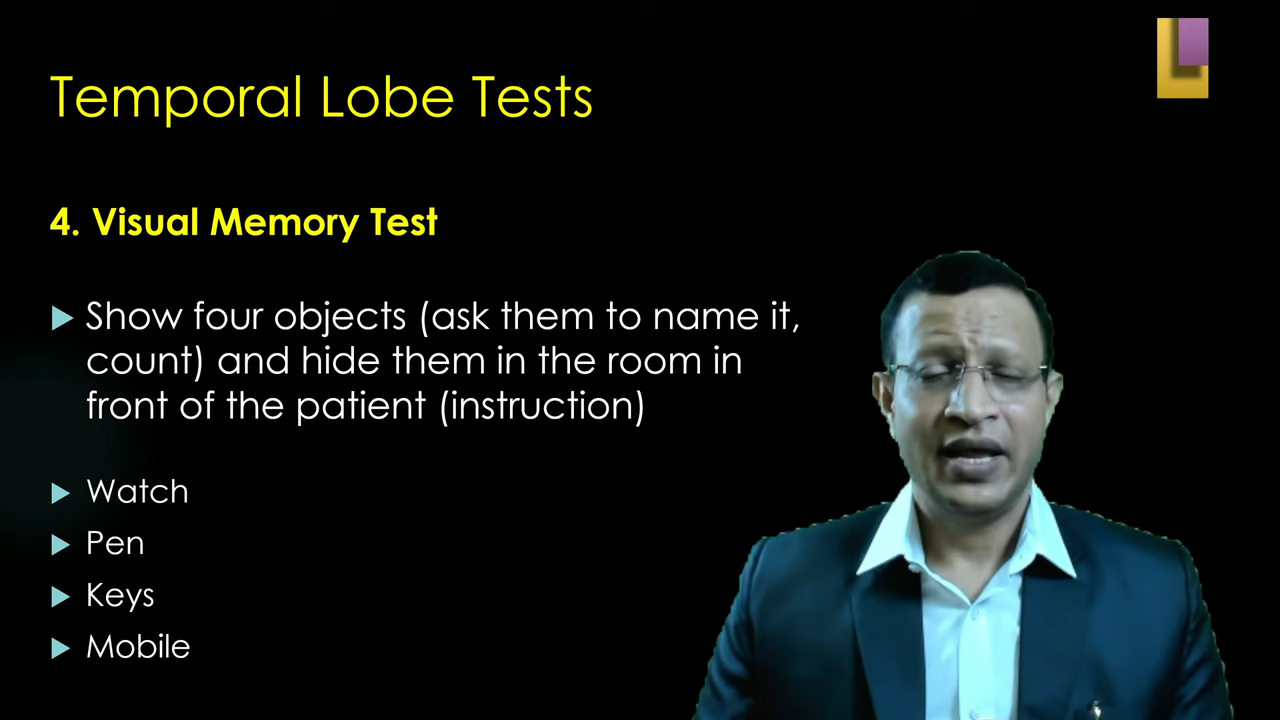 Temporal Lobe Tests
4. Visual Memory Test
Show four objects (ask them to name it,
count) and hide them in the room in
front of the patient (instruction)
Watch
Pen
Keys
Mobile